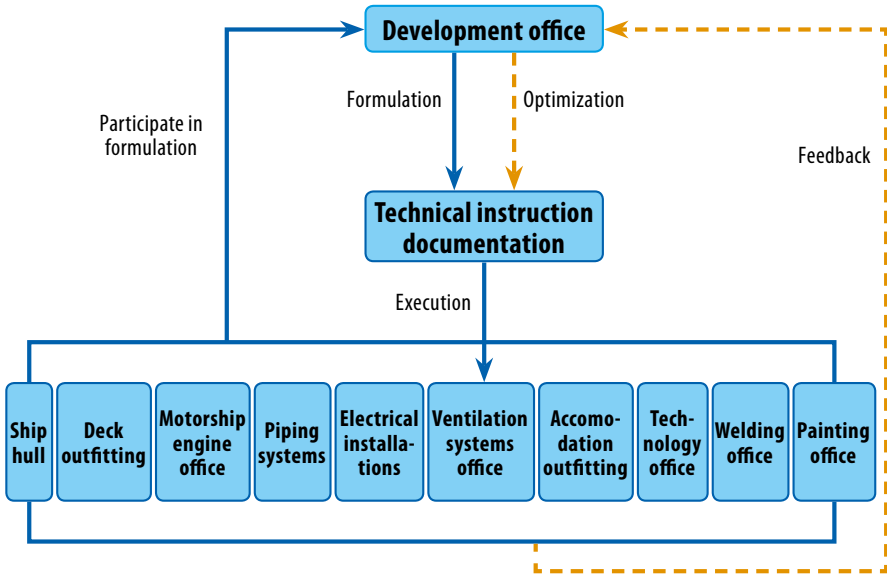 Development office
Formulation
Optimization
Participate in
formulation
Feedback
Technical instruction
documentation
Execution
Ship
hull
Deck
outfitting
Motorship
engine
office
Piping
systems
Electrical
installa-
tions
Ventilation
systems
office
Accomo-
dation
outfitting
Tech-
nology
office
Welding
office
Painting
office